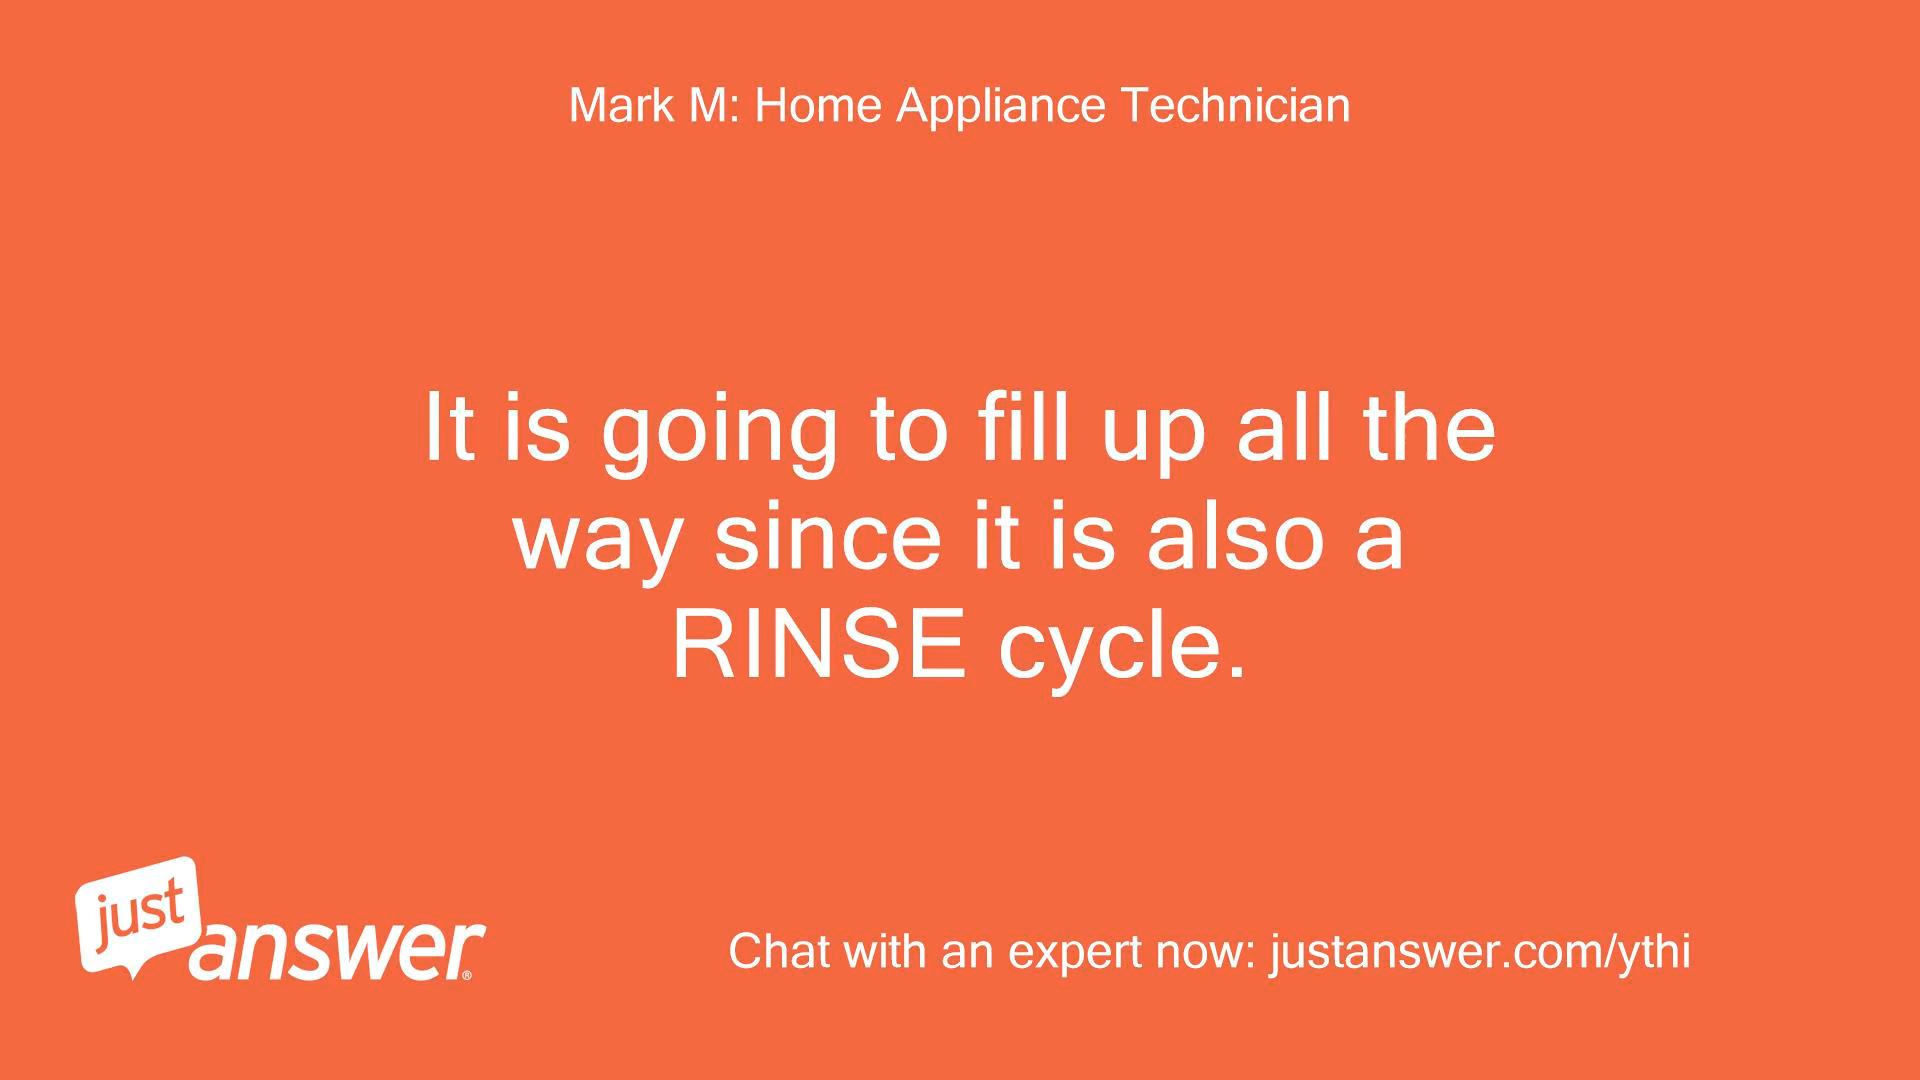 Mark M: Home Appliance Technician
It is going to fill up all the
way since it is also a
RINSE cycle.
just
answer®
Chat with an expert now: justanswer.com/ythi